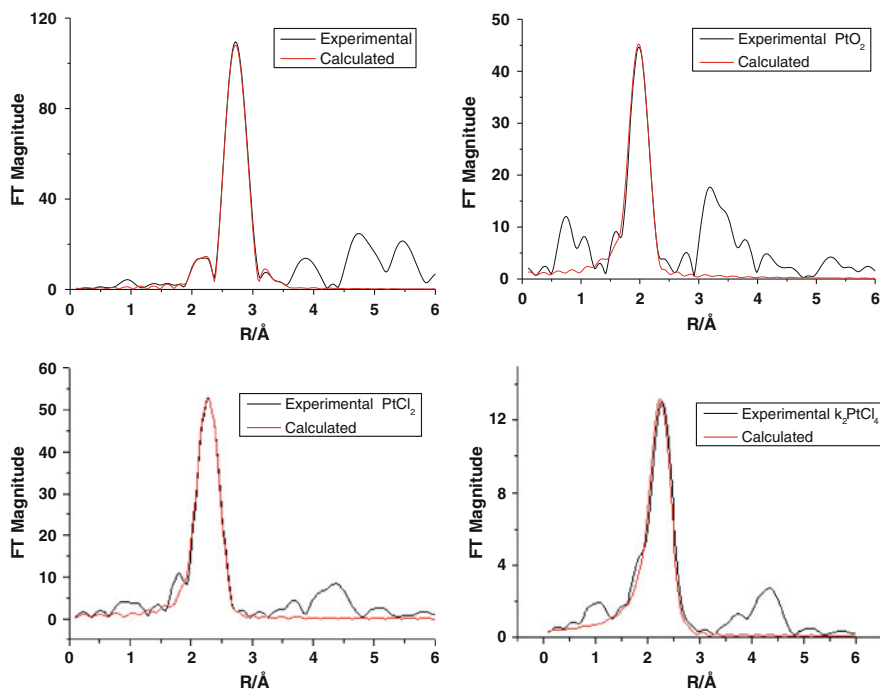 120
80
40
0
FT Magnitude
Experimental
Calculated
0 1 2 3 4 5 6
R/Å
50
40
30
20
10
0
FT Magnitude
Experimental PtO₂
Calculated
0 1 2 3 4 5 6
R/Å
60
50
40
30
20
10
0
FT Magnitude
Experimental PtCl₂
Calculated
0 1 2 3 4 5 6
R/Å
12
8
4
0
FT Magnitude
Experimental k₂PtCl₄
Calculated
0 1 2 3 4 5 6
R/Å